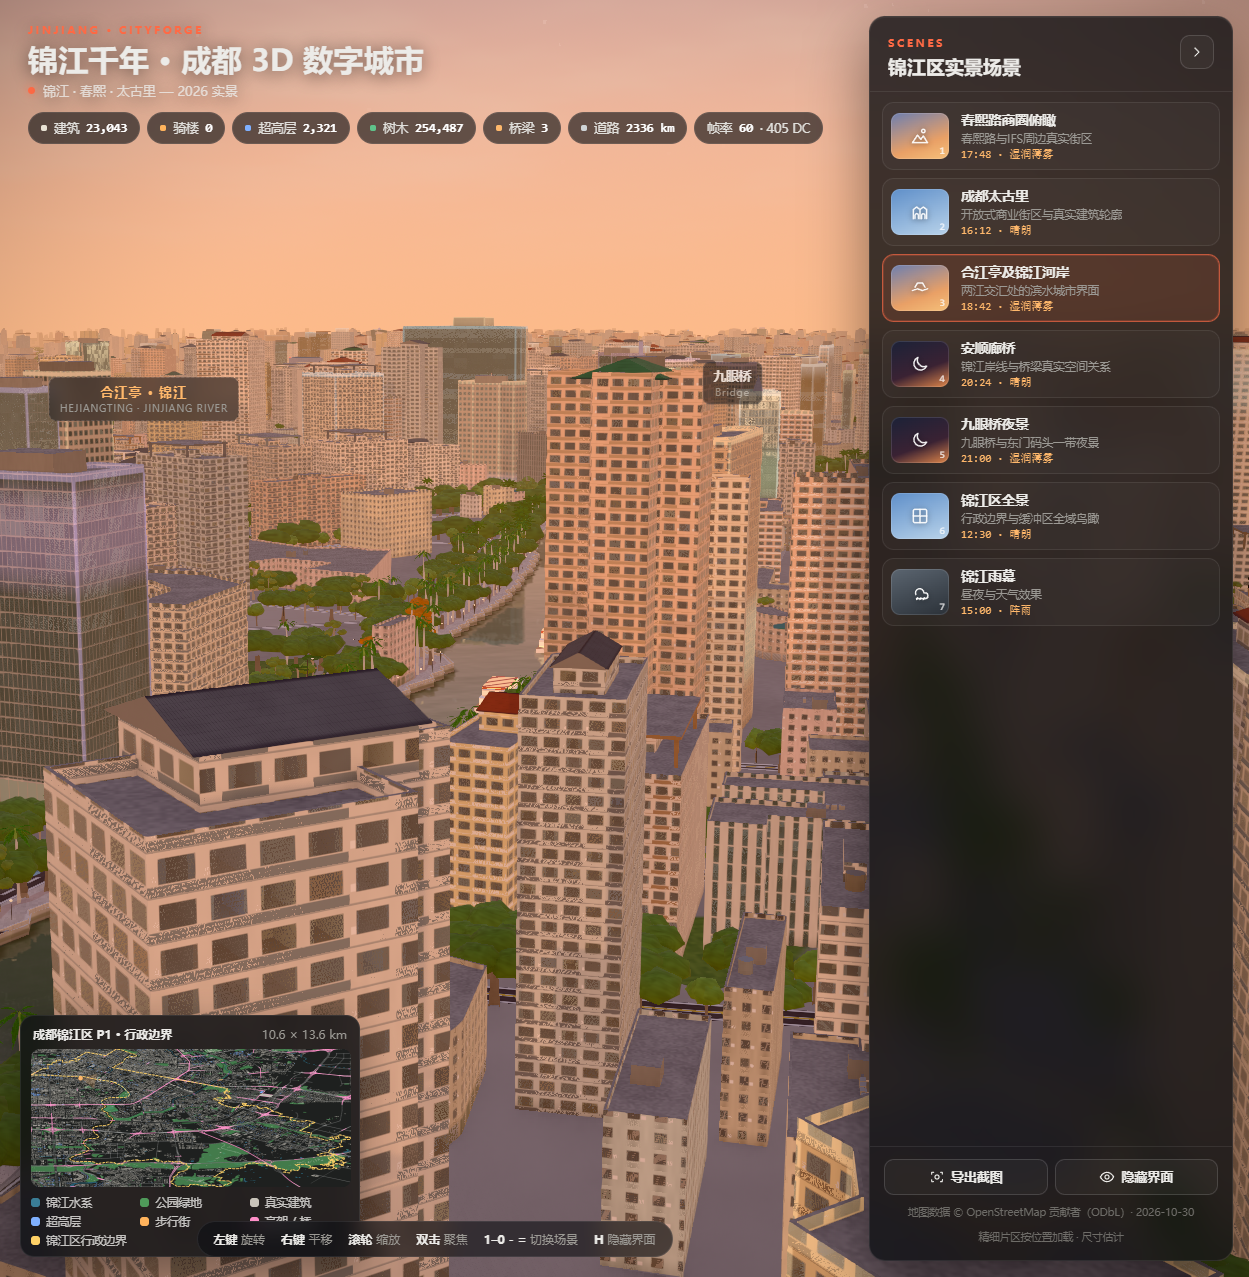 JINJIANG · CITYFORGE
锦江千年 · 成都 3D 数字城市
锦江 · 春熙 · 太古里 — 2026 实景
建筑 23,043
骑楼 0
超高层 2,321
树木 254,487
桥梁 3
道路 2336 km
帧率 60 · 405 DC
合江亭 · 锦江
HEJIANGTING · JINJIANG RIVER
九眼桥
Bridge
SCENES
锦江区实景场景
春熙路商圈俯瞰
春熙路与IFS周边真实街区
17:48 · 湿润薄雾
1
成都太古里
开放式商业街区与真实建筑轮廓
16:12 · 晴朗
2
合江亭及锦江河岸
两江交汇处的滨水城市界面
18:42 · 湿润薄雾
3
安顺廊桥
锦江岸线与桥梁真实空间关系
20:24 · 晴朗
4
九眼桥夜景
九眼桥与东门码头一带夜景
21:00 · 湿润薄雾
5
锦江区全景
行政边界与缓冲区全域鸟瞰
12:30 · 晴朗
6
锦江雨幕
昼夜与天气效果
15:00 · 阵雨
7
导出截图
隐藏界面
地图数据 © OpenStreetMap 贡献者 (ODbL) · 2026-10-30
精细片区按位置加载 · 尺寸估计
成都锦江区 P1 · 行政边界
10.6 × 13.6 km
锦江水系
公园绿地
真实建筑
超高层
步行街
锦江区行政边界
左键 旋转
右键 平移
滚轮 缩放
双击 聚焦
1–0 - = 切换场景
H 隐藏界面